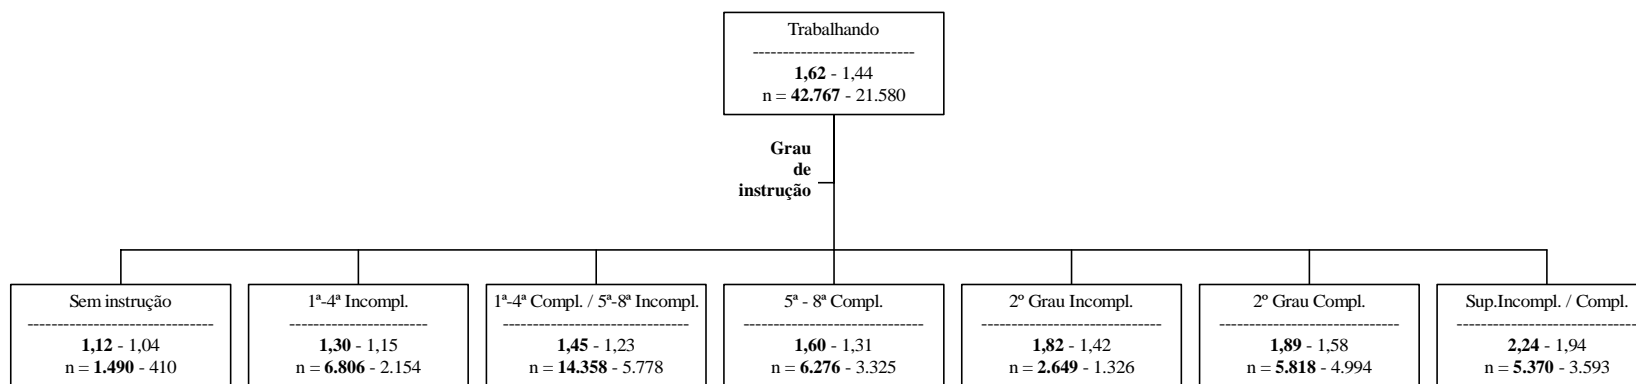 Trabalhando
---------------------------
1,62 - 1,44
n = 42.767 - 21.580
Grau
de
instrução
Sem instrução
-------------------------------
1,12 - 1,04
n = 1.490 - 410
1ª-4ª Incompl.
-----------------------
1,30 - 1,15
n = 6.806 - 2.154
1ª-4ª Compl. / 5ª-8ª Incompl.
-------------------------------
1,45 - 1,23
n = 14.358 - 5.778
5ª - 8ª Compl.
------------------------------
1,60 - 1,31
n = 6.276 - 3.325
2º Grau Incompl.
------------------------------
1,82 - 1,42
n = 2.649 - 1.326
2º Grau Compl.
------------------------------
1,89 - 1,58
n = 5.818 - 4.994
Sup.Incompl. / Compl.
-------------------------------
2,24 - 1,94
n = 5.370 - 3.593